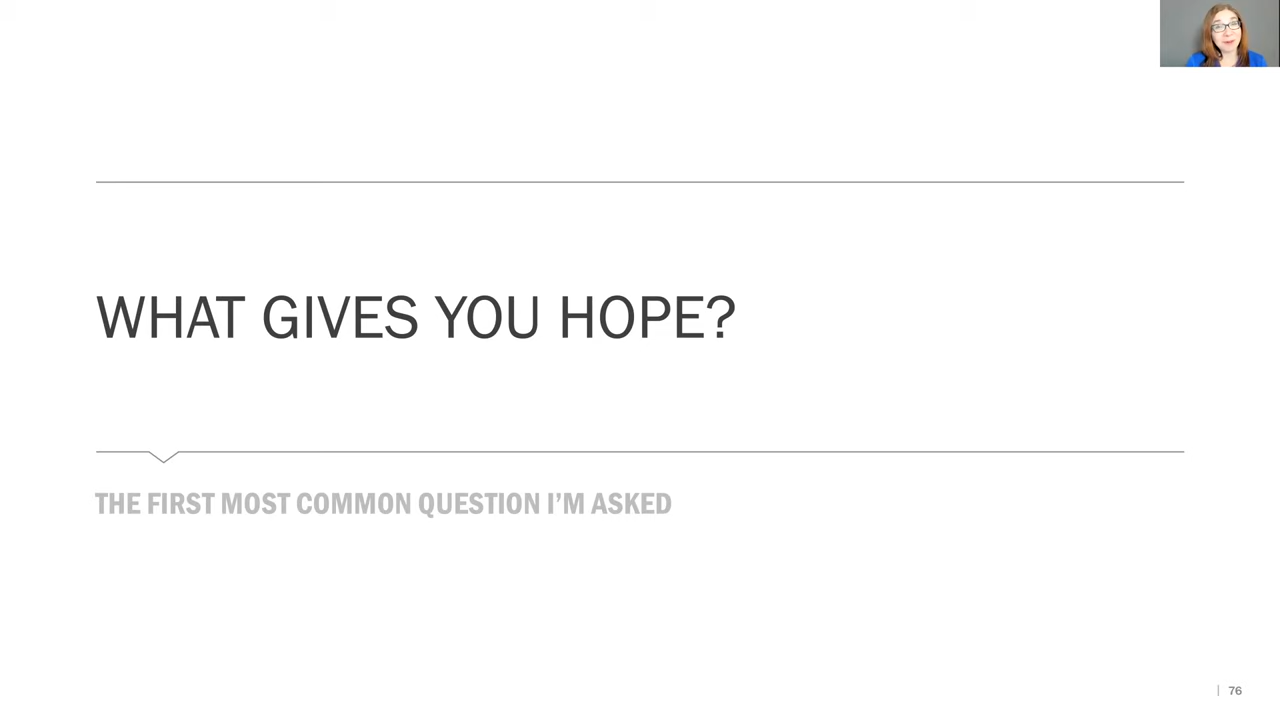 WHAT GIVES YOU HOPE?
THE FIRST MOST COMMON QUESTION I’M ASKED
76